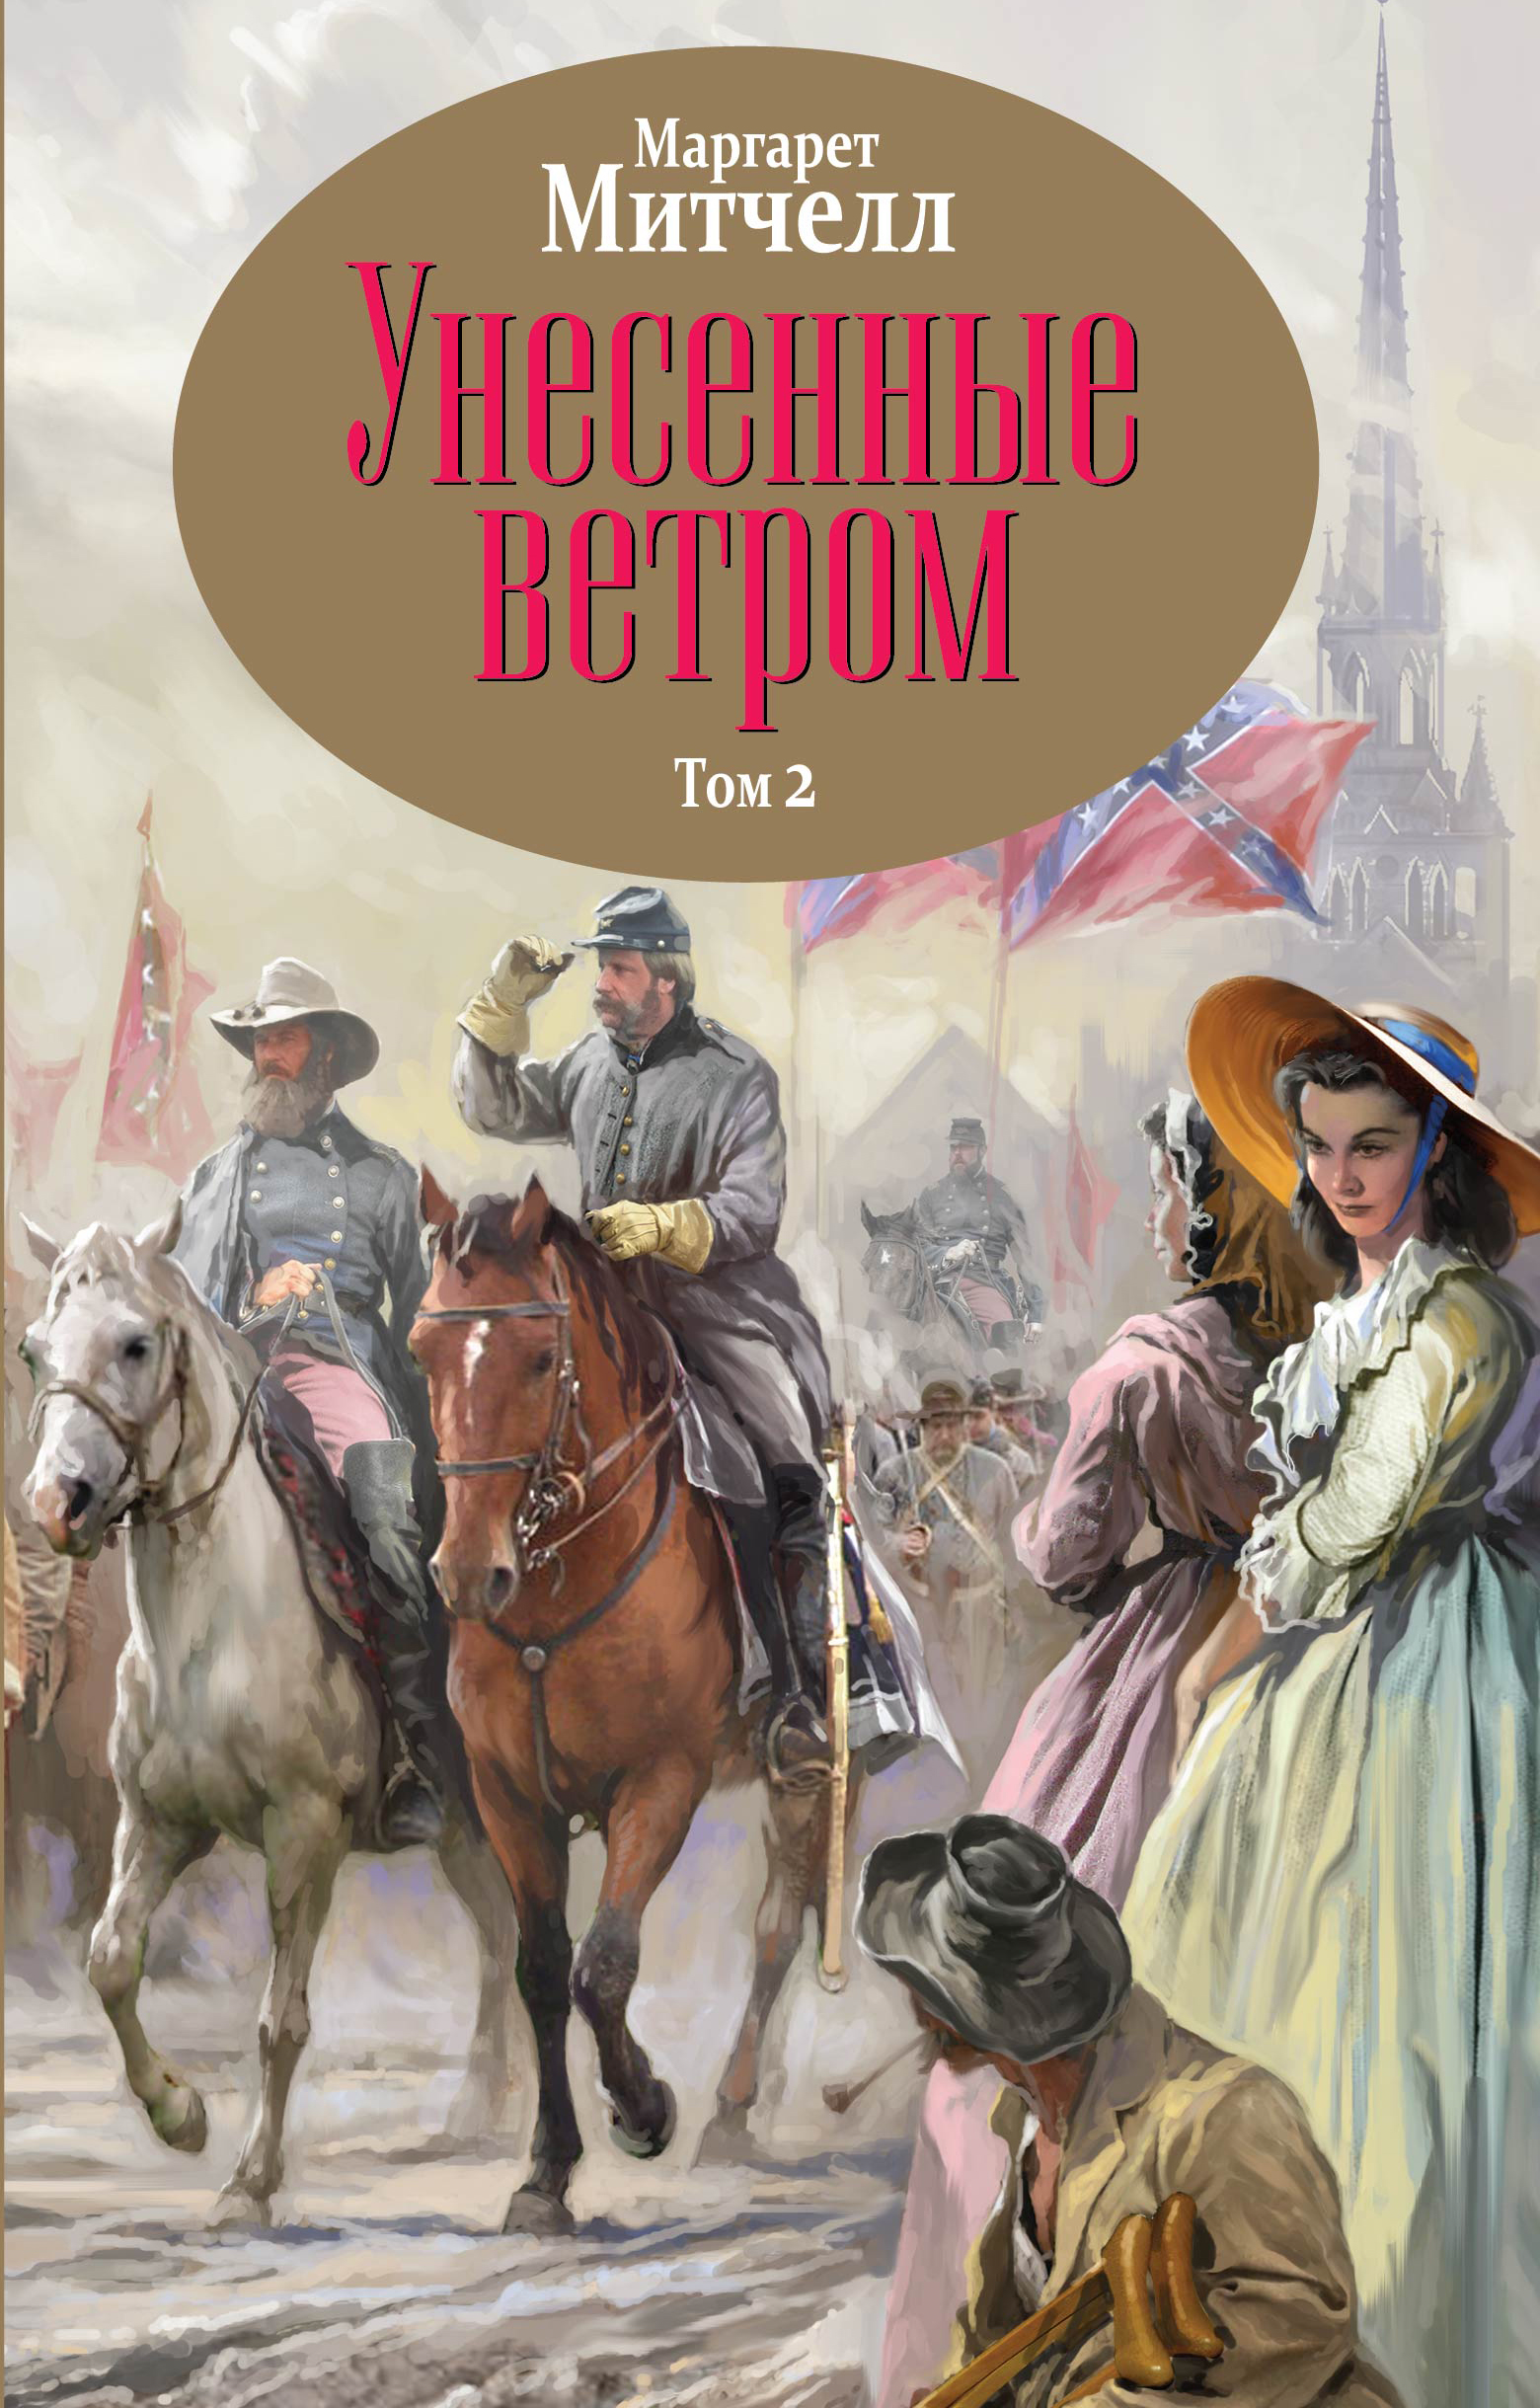 Маргарет
Митчелл
Унесенные
ветром
Том 2